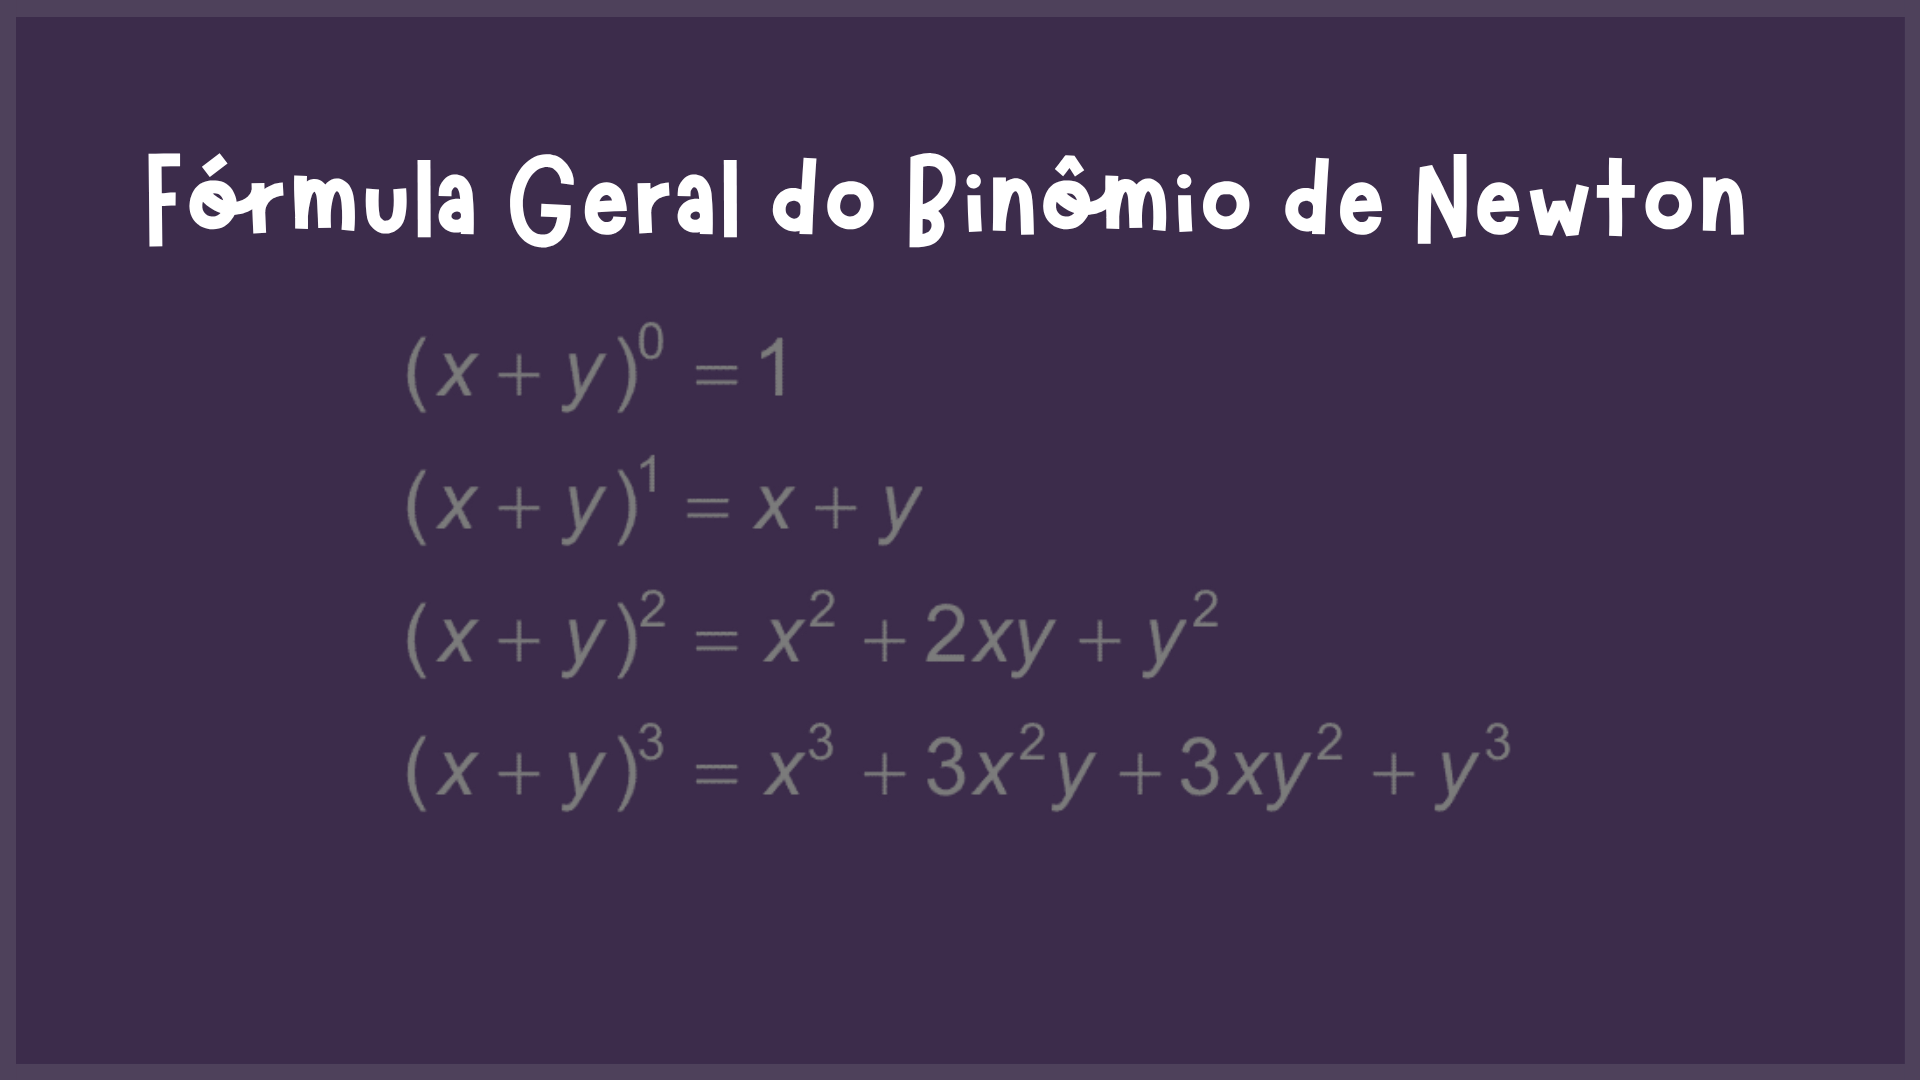 Fórmula Geral do Binômio de Newton
(x + y)⁰ = 1
(x + y)¹ = x + y
(x + y)² = x² + 2xy + y²
(x + y)³ = x³ + 3x²y + 3xy² + y³